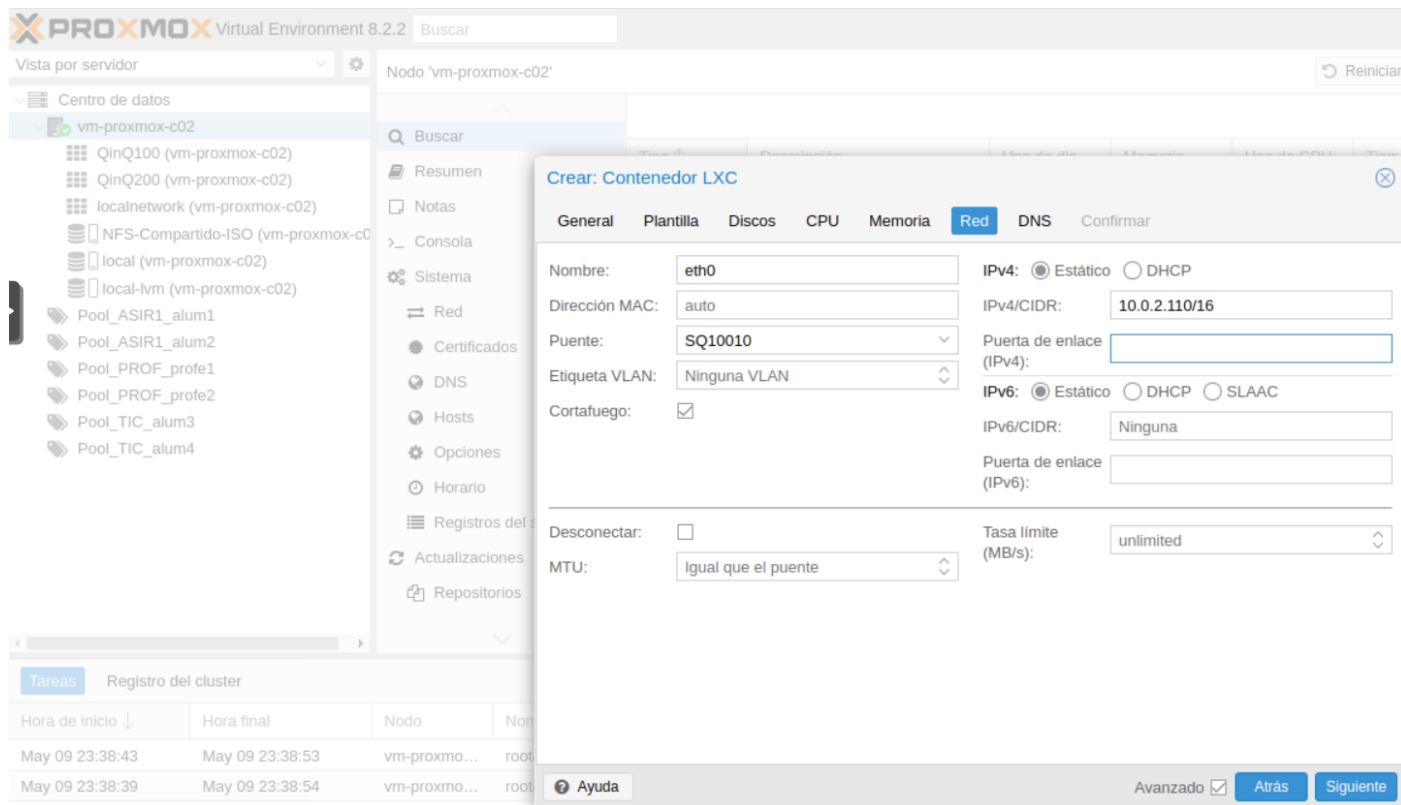 PROXMOX Virtual Environment 8.2.2 Buscar
Vista por servidor
Nodo 'vm-proxmox-c02'
Reiniciar
Centro de datos
vm-proxmox-c02
QinQ100 (vm-proxmox-c02)
QinQ200 (vm-proxmox-c02)
localnetwork (vm-proxmox-c02)
NFS-Compartido-ISO (vm-proxmox-c0
local (vm-proxmox-c02)
local-lvm (vm-proxmox-c02)
Pool_ASIR1_alum1
Pool_ASIR1_alum2
Pool_PROF_profe1
Pool_PROF_profe2
Pool_TIC_alum3
Pool_TIC_alum4
Buscar
Resumen
Notas
Consola
Sistema
Red
Certificados
DNS
Hosts
Opciones
Horario
Registros del s
Actualizaciones
Repositorios
Crear: Contenedor LXC
General Plantilla Discos CPU Memoria Red DNS Confirmar
Nombre: eth0
Dirección MAC: auto
Puente: SQ10010
Etiqueta VLAN: Ninguna VLAN
Cortafuego:
IPv4: Estático DHCP
IPv4/CIDR: 10.0.2.110/16
Puerta de enlace
(IPv4):
IPv6: Estático DHCP SLAAC
IPv6/CIDR: Ninguna
Puerta de enlace
(IPv6):
Desconectar:
MTU: Igual que el puente
Tasa límite
(MB/s): unlimited
Ayuda
Avanzado Atrás Siguiente
Tareas Registro del cluster
Hora de inicio Hora final Nodo Nom
May 09 23:38:43 May 09 23:38:53 vm-proxmo... root
May 09 23:38:39 May 09 23:38:54 vm-proxmo... root